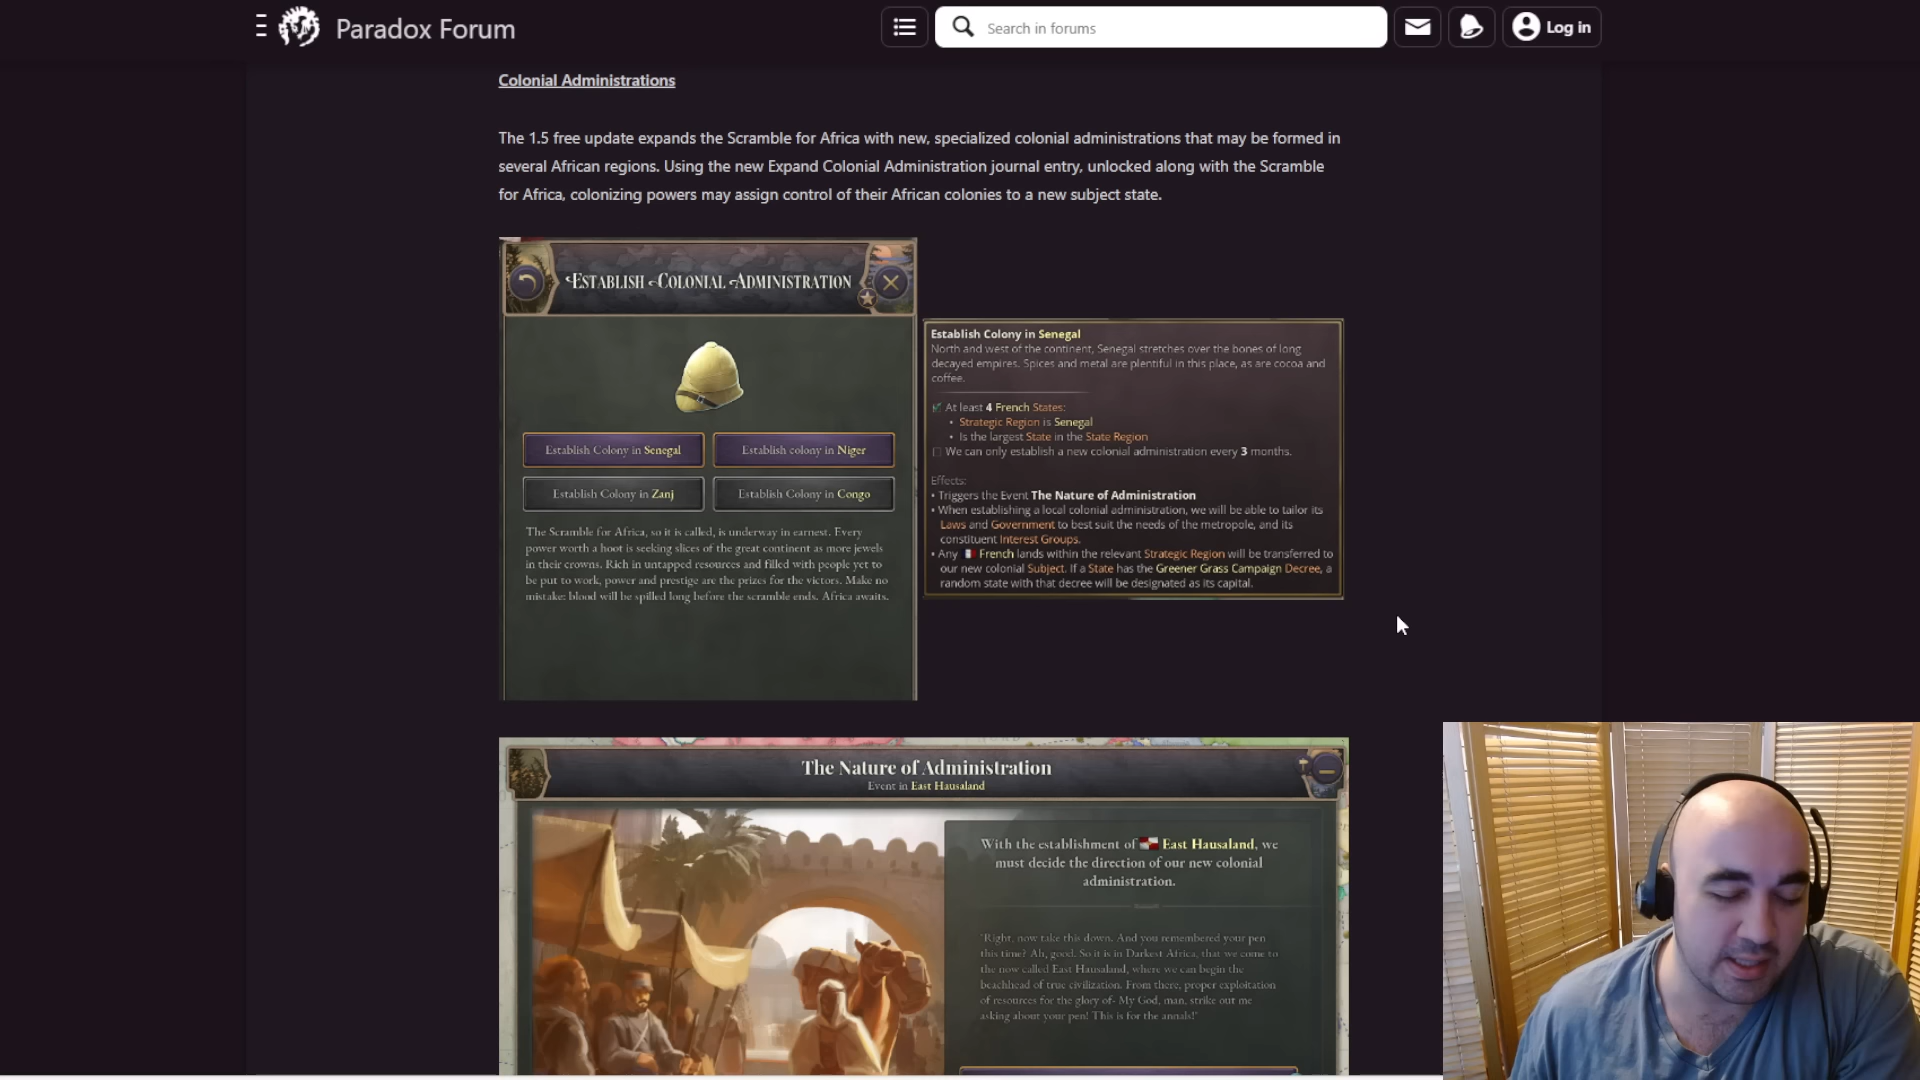 Paradox Forum
Search in forums
Log in
Colonial Administrations
The 1.5 free update expands the Scramble for Africa with new, specialized colonial administrations that may be formed in
several African regions. Using the new Expand Colonial Administration journal entry, unlocked along with the Scramble
for Africa, colonizing powers may assign control of their African colonies to a new subject state.
Establish Colonial Administration
Establish Colony in Senegal
Establish colony in Niger
Establish Colony in Zanj
Establish Colony in Congo
The Scramble for Africa, so it is called, is underway in earnest. Every
power worth a hoot is seeking slices of the great continent as more jewels
in their crowns. Rich in untapped resources and filled with people yet to
be put to work, power and prestige are the prizes for the victors. Make no
mistake: blood will be spilled long before the scramble ends. Africa awaits.
Establish Colony in Senegal
North and west of the continent, Senegal stretches over the bones of long
decayed empires. Spices and metal are plentiful in this place, as are cocoa and
coffee.
At least 4 French States:
• Strategic Region is Senegal
• Is the largest State in the State Region
We can only establish a new colonial administration every 3 months.
Effects:
• Triggers the Event The Nature of Administration
• When establishing a local colonial administration, we will be able to tailor its
Laws and Government to best suit the needs of the metropole, and its
constituent Interest Groups.
• Any French lands within the relevant Strategic Region will be transferred to
our new colonial Subject. If a State has the Greener Grass Campaign Decree, a
random state with that decree will be designated as its capital.
The Nature of Administration
Event in East Hausaland
With the establishment of East Hausaland, we
must decide the direction of our new colonial
administration.
"Right, now take this down. And you remembered your pen
this time? Ah, good. So it is in Darkest Africa, that we come to
the now called East Hausaland, where we can begin the
beachhead of true civilization. From there, proper exploitation
of resources for the glory of- My God, man, strike out me
asking about your pen! This is for the annals!"